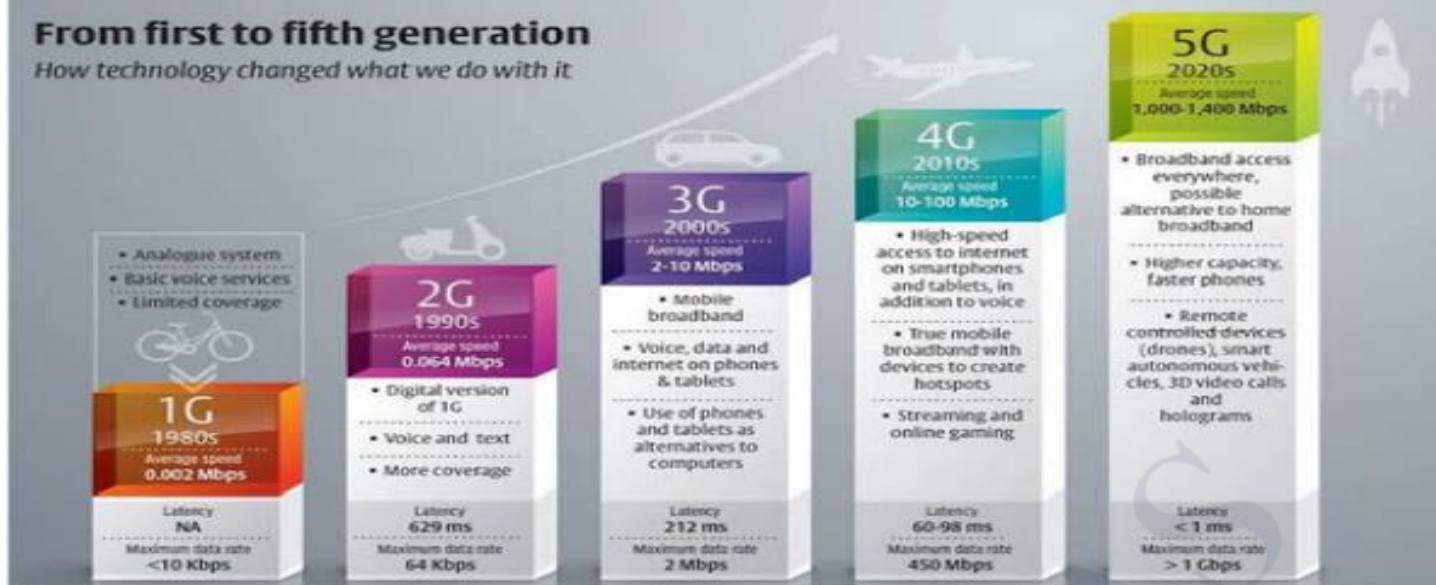 From first to fifth generation
How technology changed what we do with it
• Analogue system
• Basic voice services
• Limited coverage
1G
1980s
Average speed
0.002 Mbps
Latency
NA
Maximum data rate
<10 Kbps
2G
1990s
Average speed
0.064 Mbps
• Digital version
of 1G
• Voice and text
• More coverage
Latency
629 ms
Maximum data rate
64 Kbps
3G
2000s
Average speed
2-10 Mbps
• Mobile
broadband
• Voice, data and
internet on phones
& tablets
• Use of phones
and tablets as
alternatives to
computers
Latency
212 ms
Maximum data rate
2 Mbps
4G
2010s
Average speed
10-100 Mbps
• High-speed
access to internet
on smartphones
and tablets, in
addition to voice
• True mobile
broadband with
devices to create
hotspots
• Streaming and
online gaming
Latency
60-98 ms
Maximum data rate
450 Mbps
5G
2020s
Average speed
1,000-1,400 Mbps
• Broadband access
everywhere,
possible
alternative to home
broadband
• Higher capacity,
faster phones
• Remote
controlled devices
(drones), smart
autonomous vehi-
cles, 3D video calls
and
holograms
Latency
< 1 ms
Maximum data rate
> 1 Gbps
S